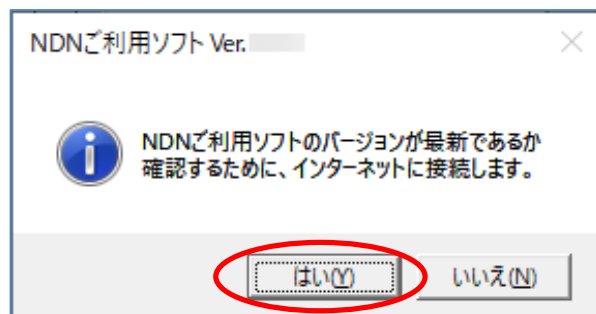 NDNご利用ソフト Ver.
NDNご利用ソフトのバージョンが最新であるか
確認するために、インターネットに接続します。
はい(Y)
いいえ(N)